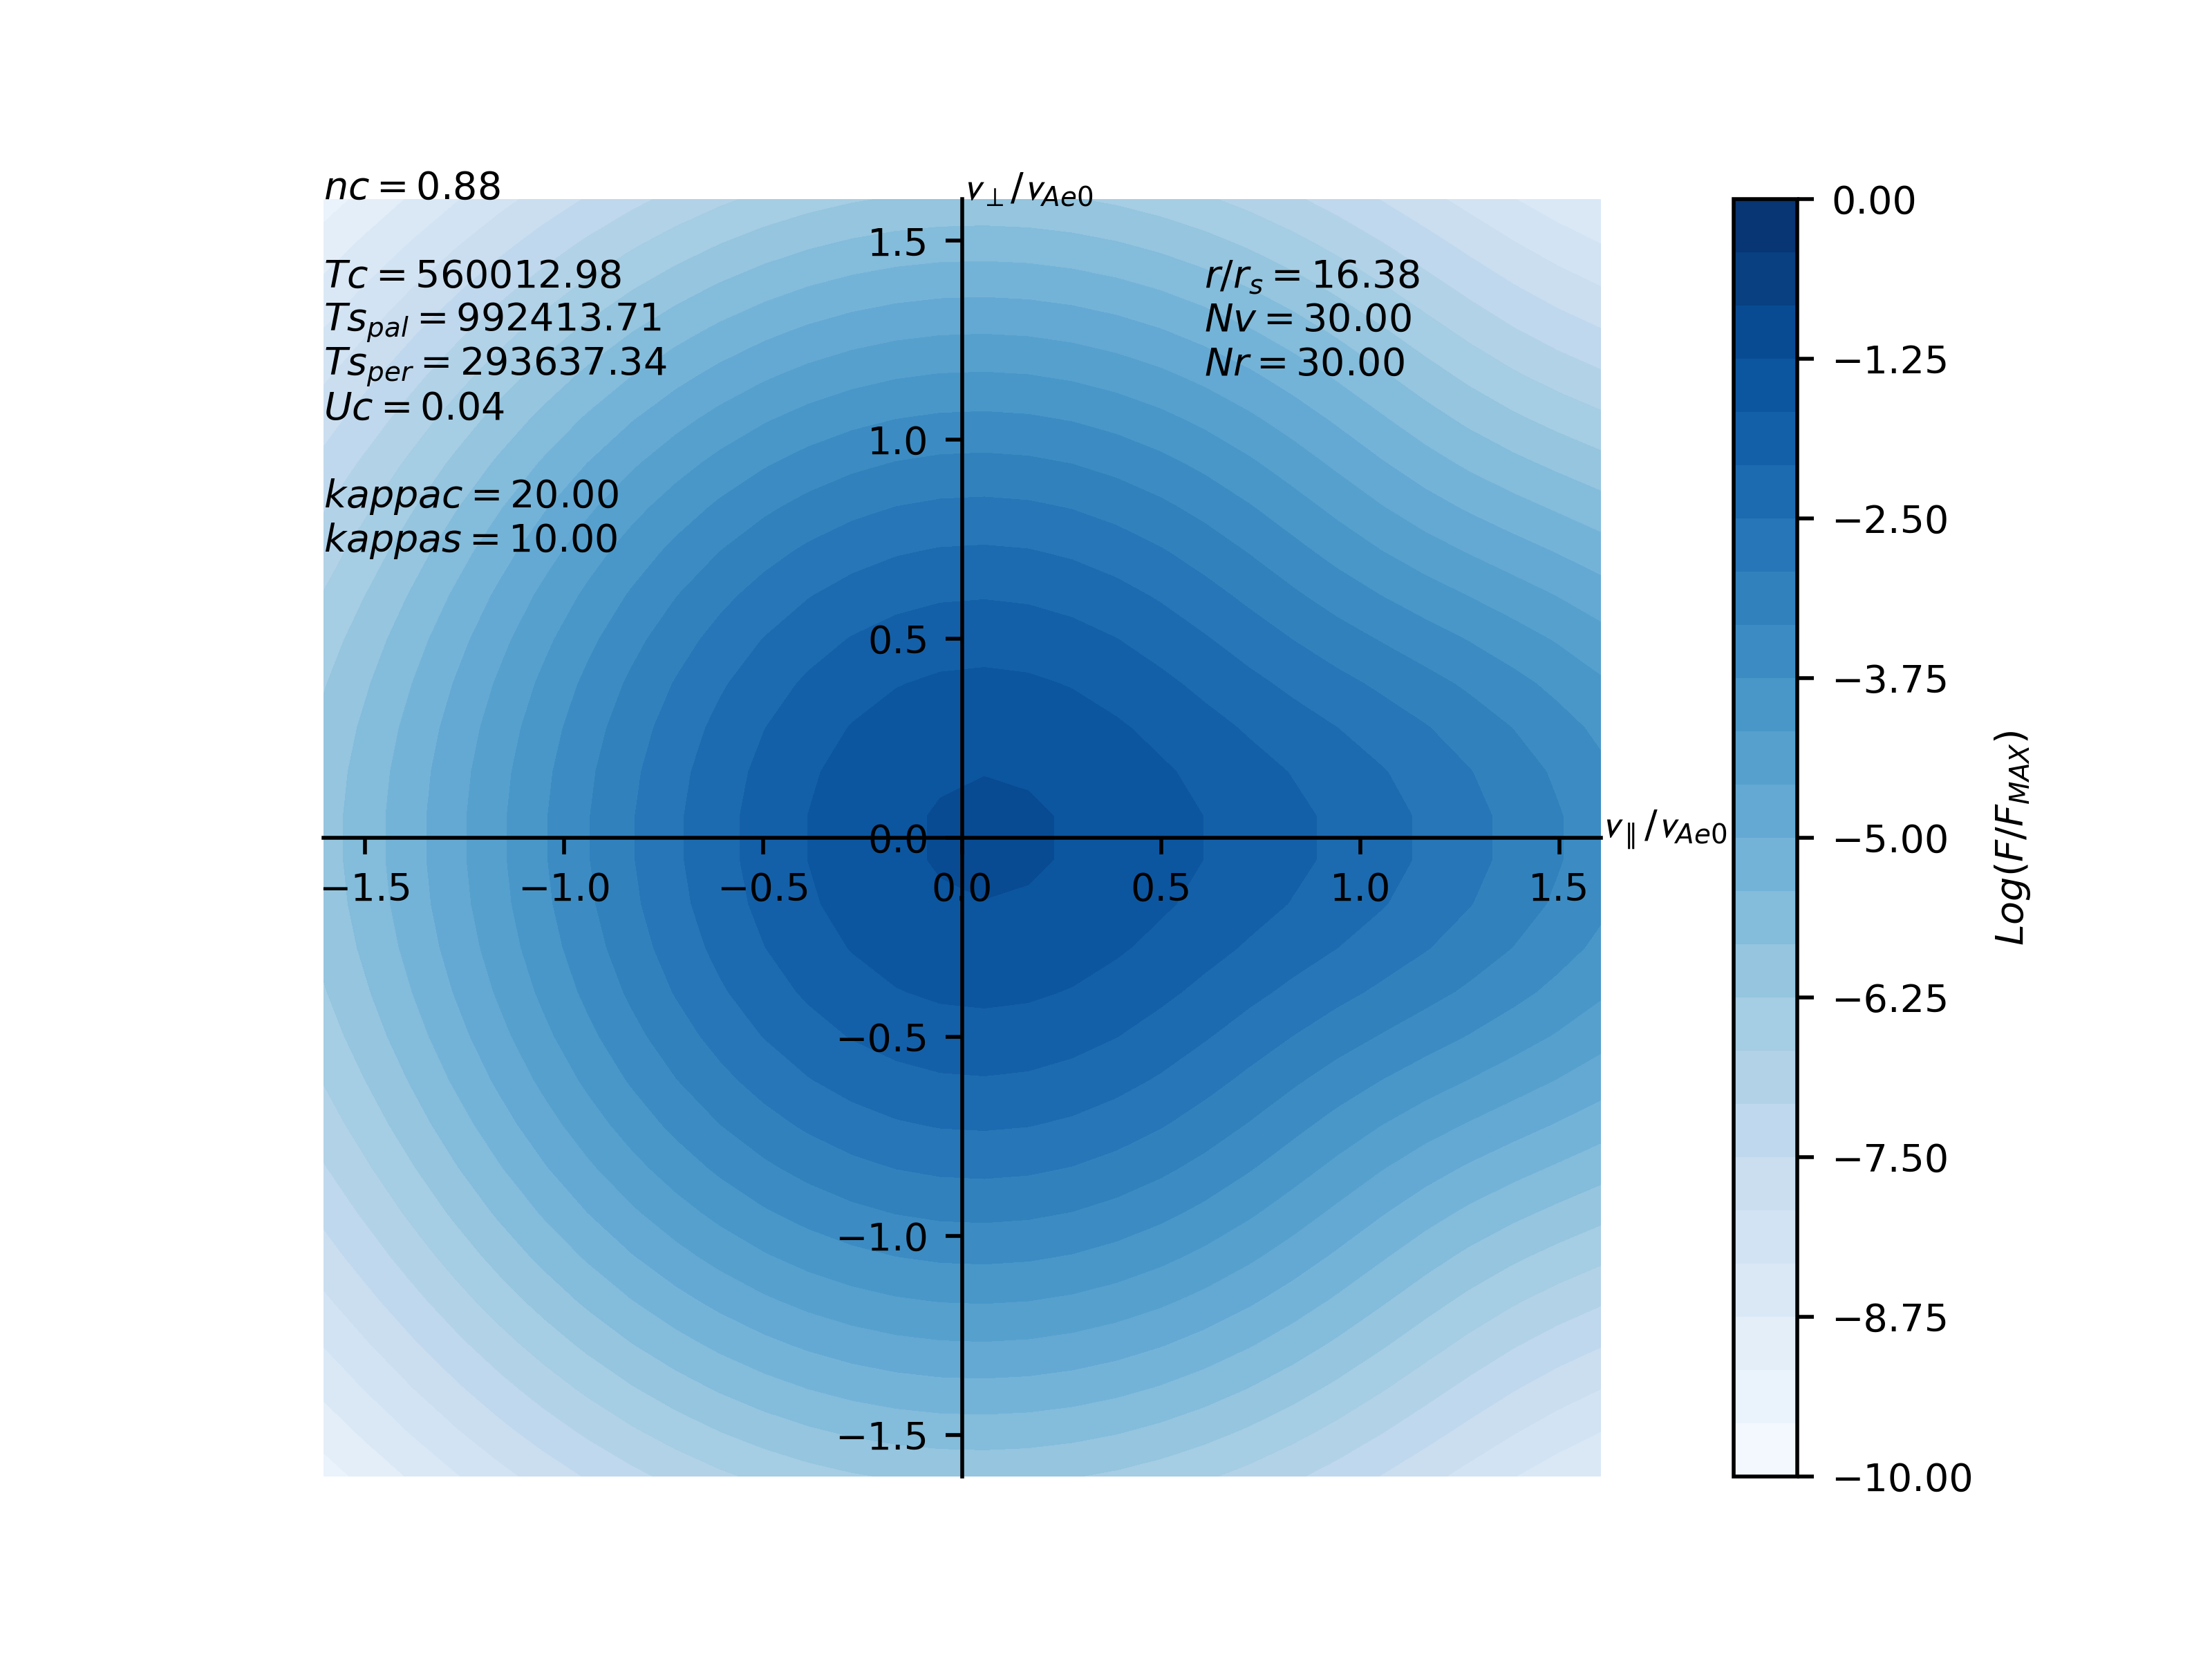 nc = 0.88
Tc = 560012.98
Ts_pal = 992413.71
Ts_per = 293637.34
Uc = 0.04
kappac = 20.00
kappas = 10.00
v⊥/v_Ae0
r/r_s = 16.38
Nv = 30.00
Nr = 30.00
1.5
1.0
0.5
0.0
−0.5
−1.0
−1.5
−1.5 −1.0 −0.5 0.0 0.5 1.0 1.5
v∥/v_Ae0
0.00
−1.25
−2.50
−3.75
−5.00
−6.25
−7.50
−8.75
−10.00
Log(F/F_MAX)